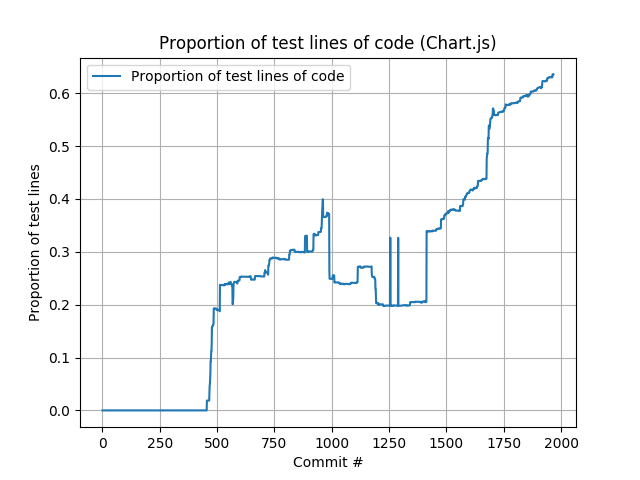 Proportion of test lines of code (Chart.js)
Proportion of test lines of code
0.6
0.5
0.4
0.3
0.2
0.1
0.0
Proportion of test lines
0 250 500 750 1000 1250 1500 1750 2000
Commit #